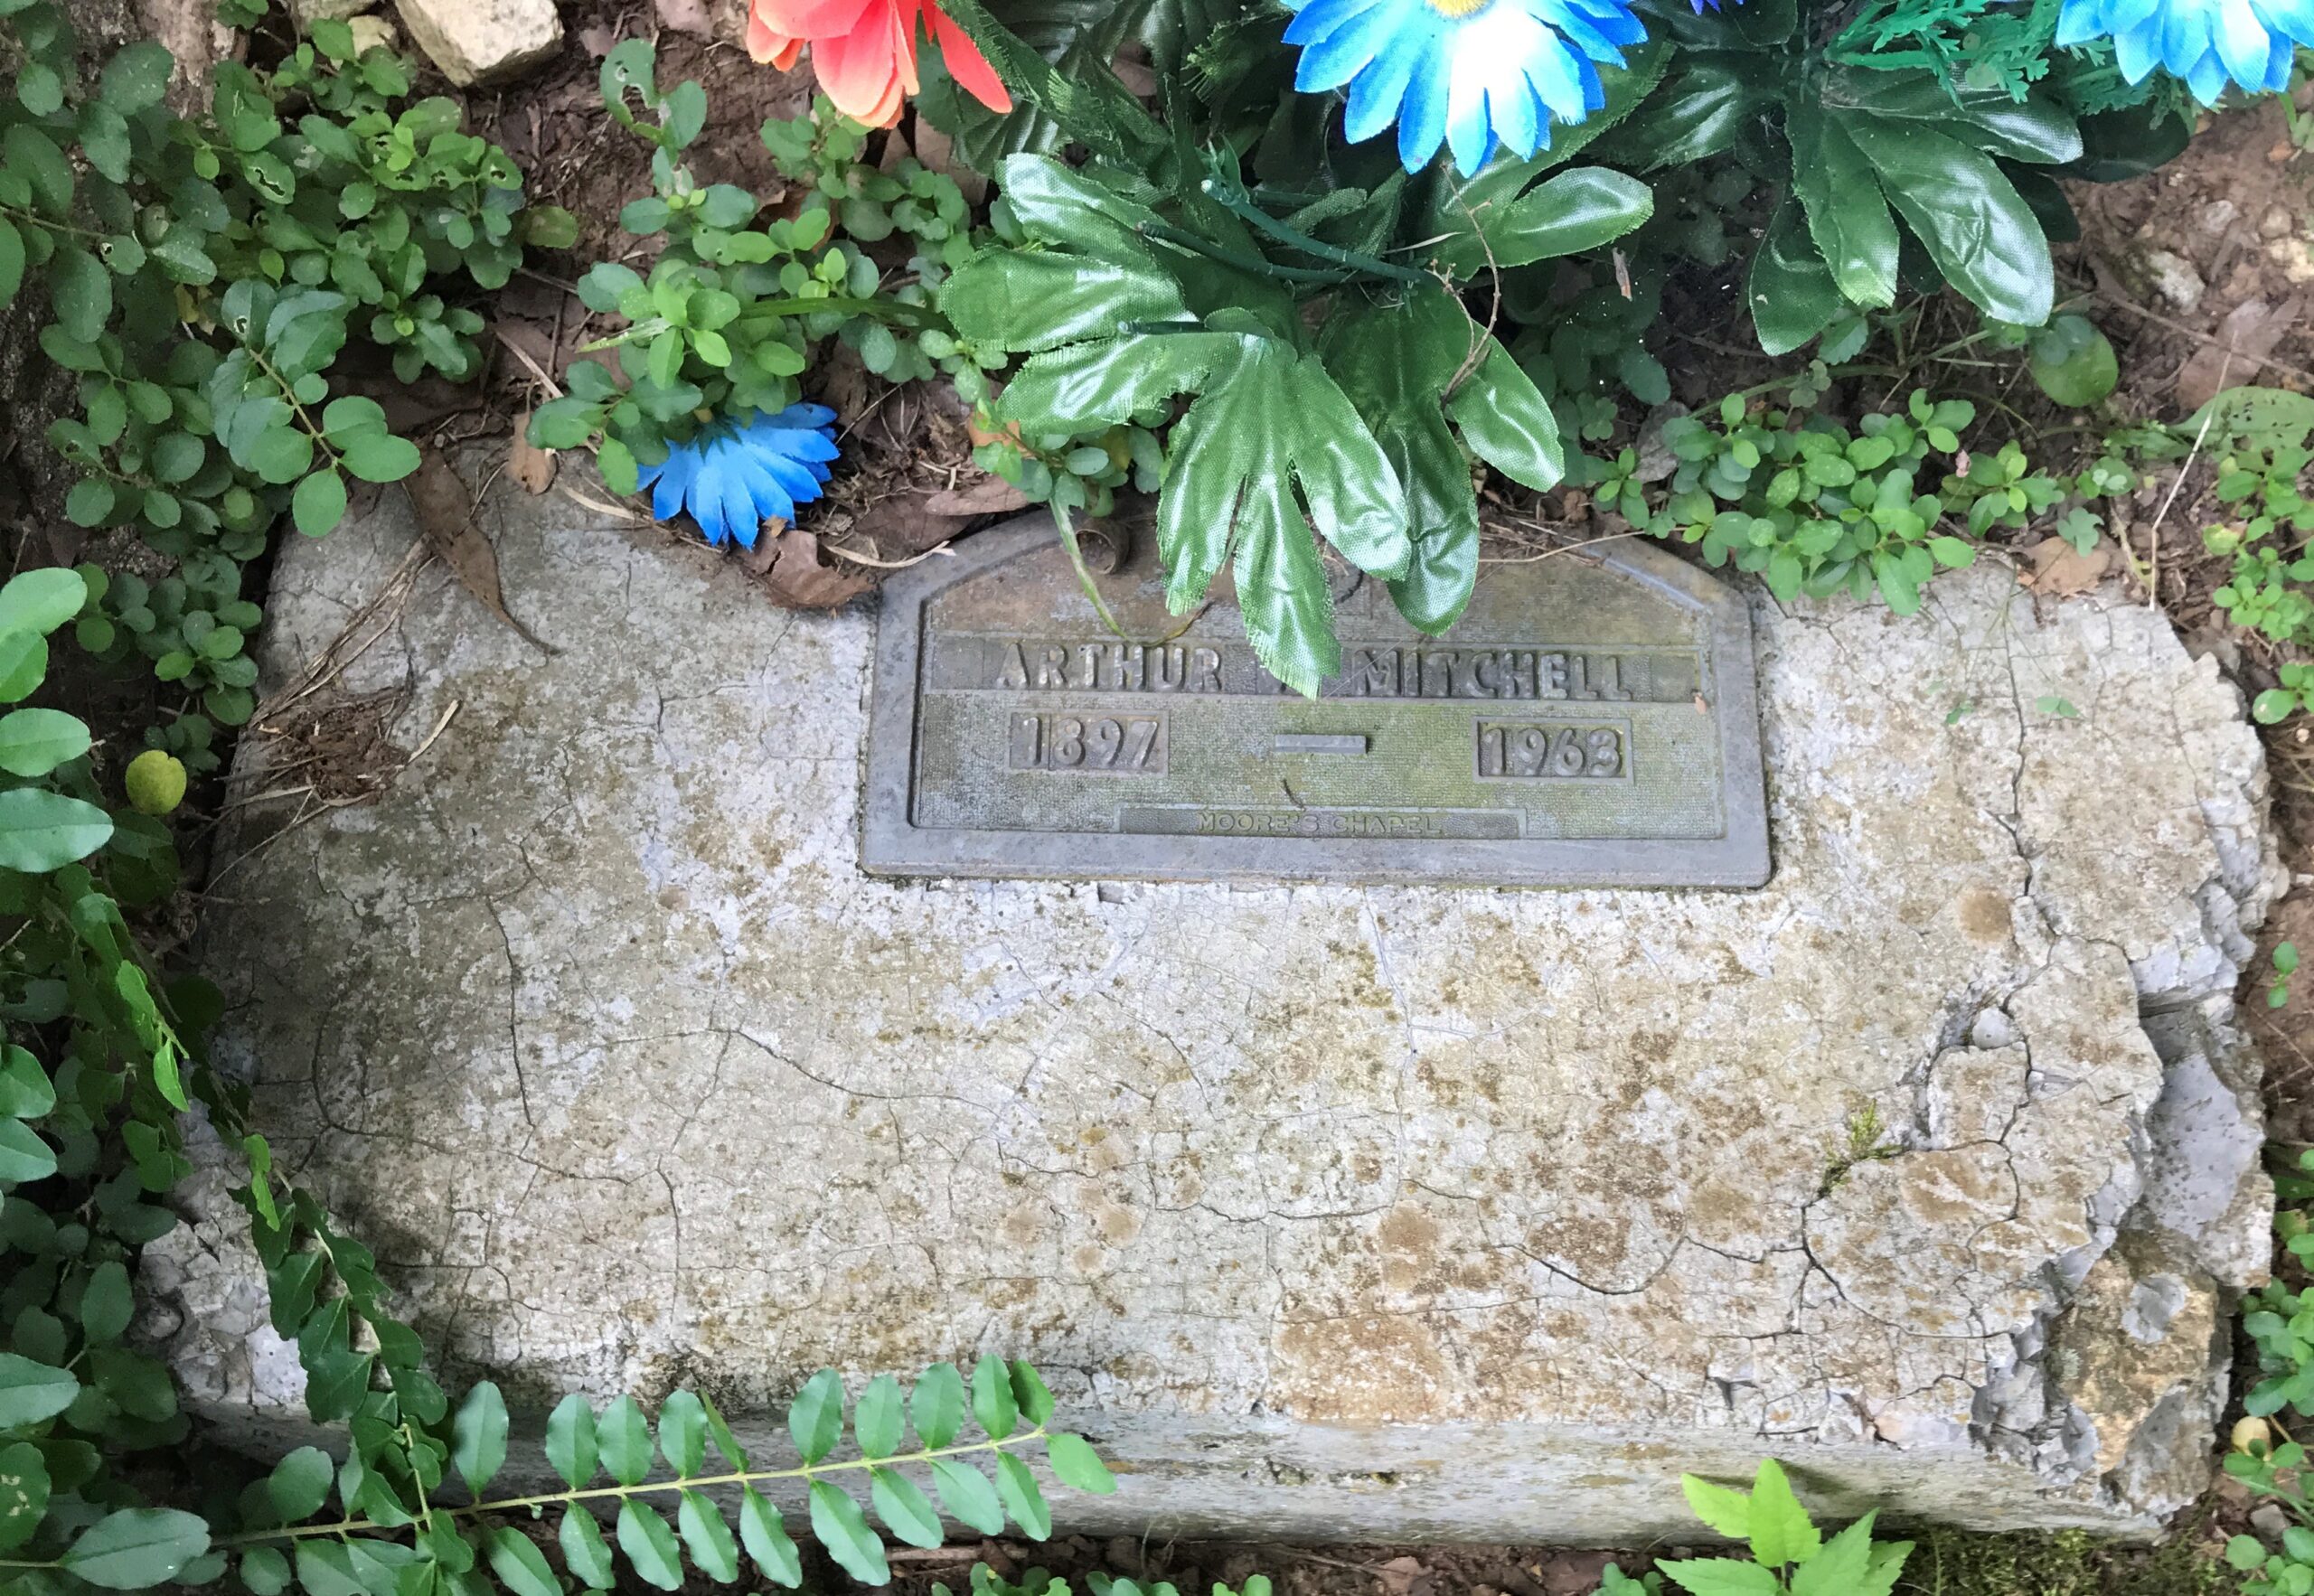 ARTHUR MITCHELL
1897 — 1963
MOORE'S CHAPEL